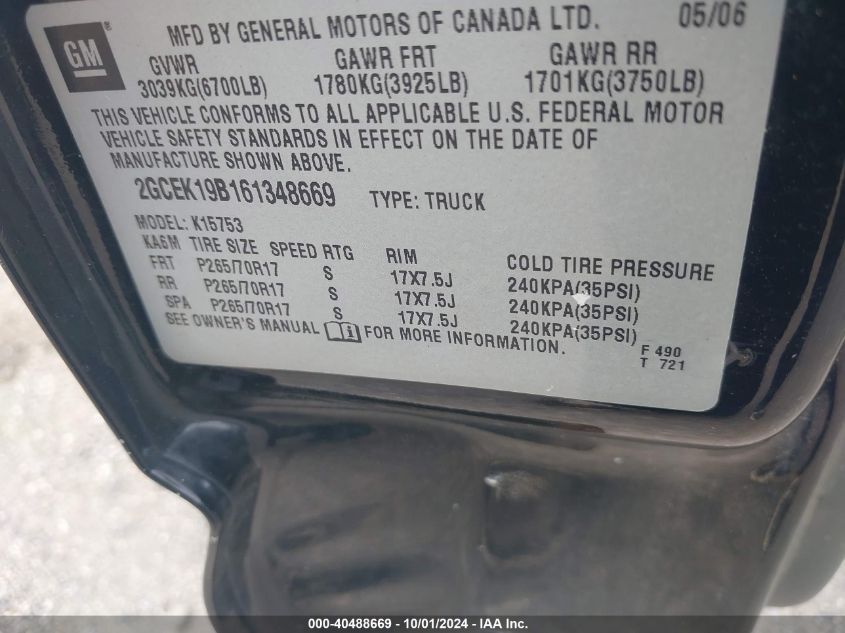 GM
MFD BY GENERAL MOTORS OF CANADA LTD. 05/06
GVWR GAWR FRT GAWR RR
3039KG(6700LB) 1780KG(3925LB) 1701KG(3750LB)
THIS VEHICLE CONFORMS TO ALL APPLICABLE U.S. FEDERAL MOTOR
VEHICLE SAFETY STANDARDS IN EFFECT ON THE DATE OF
MANUFACTURE SHOWN ABOVE.
2GCEK19B161348669 TYPE: TRUCK
MODEL: K15753
KA6M TIRE SIZE SPEED RTG RIM COLD TIRE PRESSURE
FRT P265/70R17 S 17X7.5J 240KPA(35PSI)
RR P265/70R17 S 17X7.5J 240KPA(35PSI)
SPA P265/70R17 S 17X7.5J 240KPA(35PSI)
SEE OWNER'S MANUAL FOR MORE INFORMATION.
F 490
T 721
000-40488669 - 10/01/2024 - COPYRIGHT © IAA, INC.